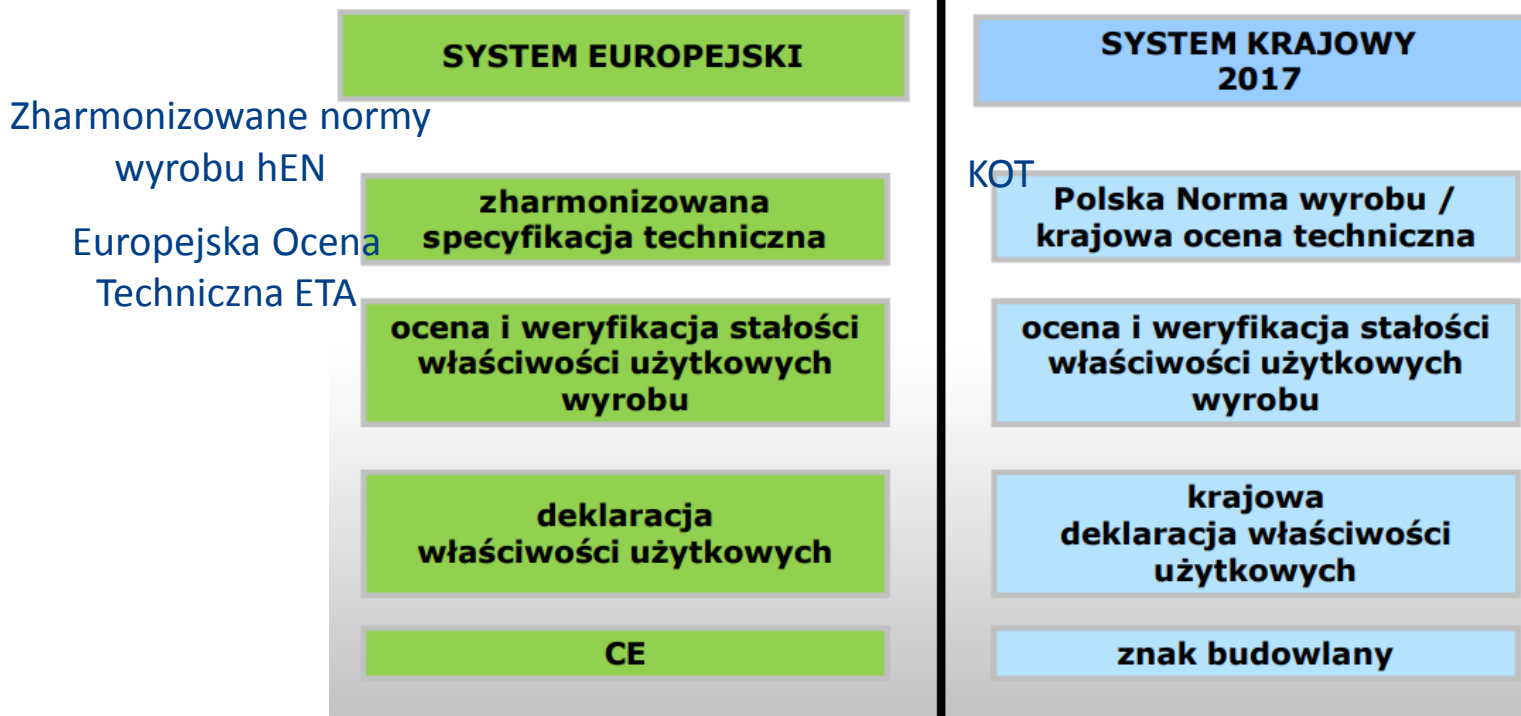 SYSTEM EUROPEJSKI
Zharmonizowane normy
wyrobu hEN
Europejska Ocena
Techniczna ETA
zharmonizowana
specyfikacja techniczna
ocena i weryfikacja stałości
właściwości użytkowych
wyrobu
deklaracja
właściwości użytkowych
CE
SYSTEM KRAJOWY
2017
KOT
Polska Norma wyrobu /
krajowa ocena techniczna
ocena i weryfikacja stałości
właściwości użytkowych
wyrobu
krajowa
deklaracja właściwości
użytkowych
znak budowlany